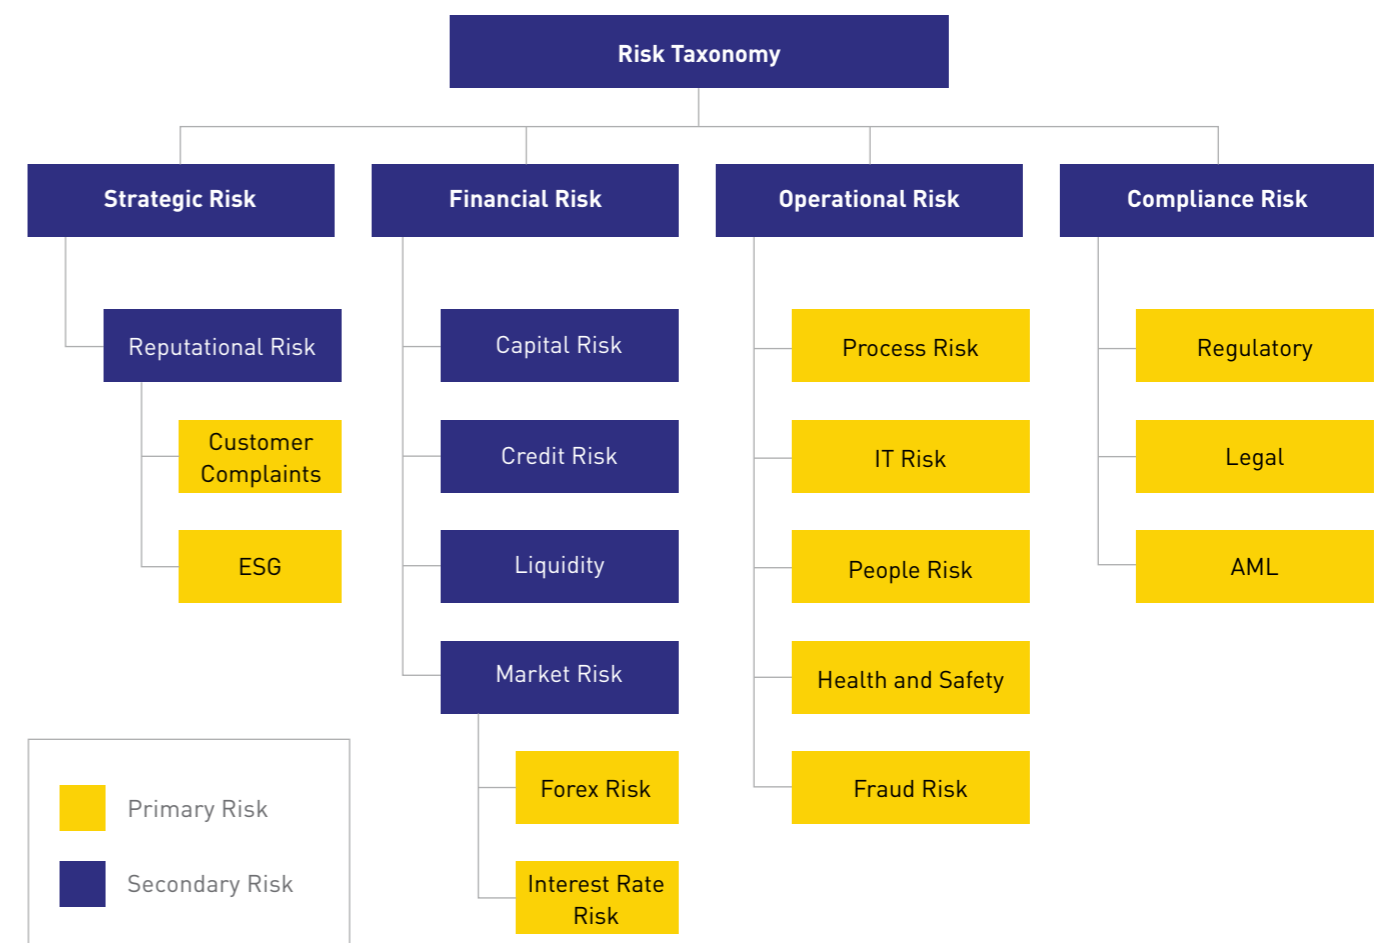 Risk Taxonomy
Strategic Risk
Financial Risk
Operational Risk
Compliance Risk
Reputational Risk
Customer
Complaints
ESG
Capital Risk
Credit Risk
Liquidity
Market Risk
Forex Risk
Interest Rate
Risk
Process Risk
IT Risk
People Risk
Health and Safety
Fraud Risk
Regulatory
Legal
AML
Primary Risk
Secondary Risk